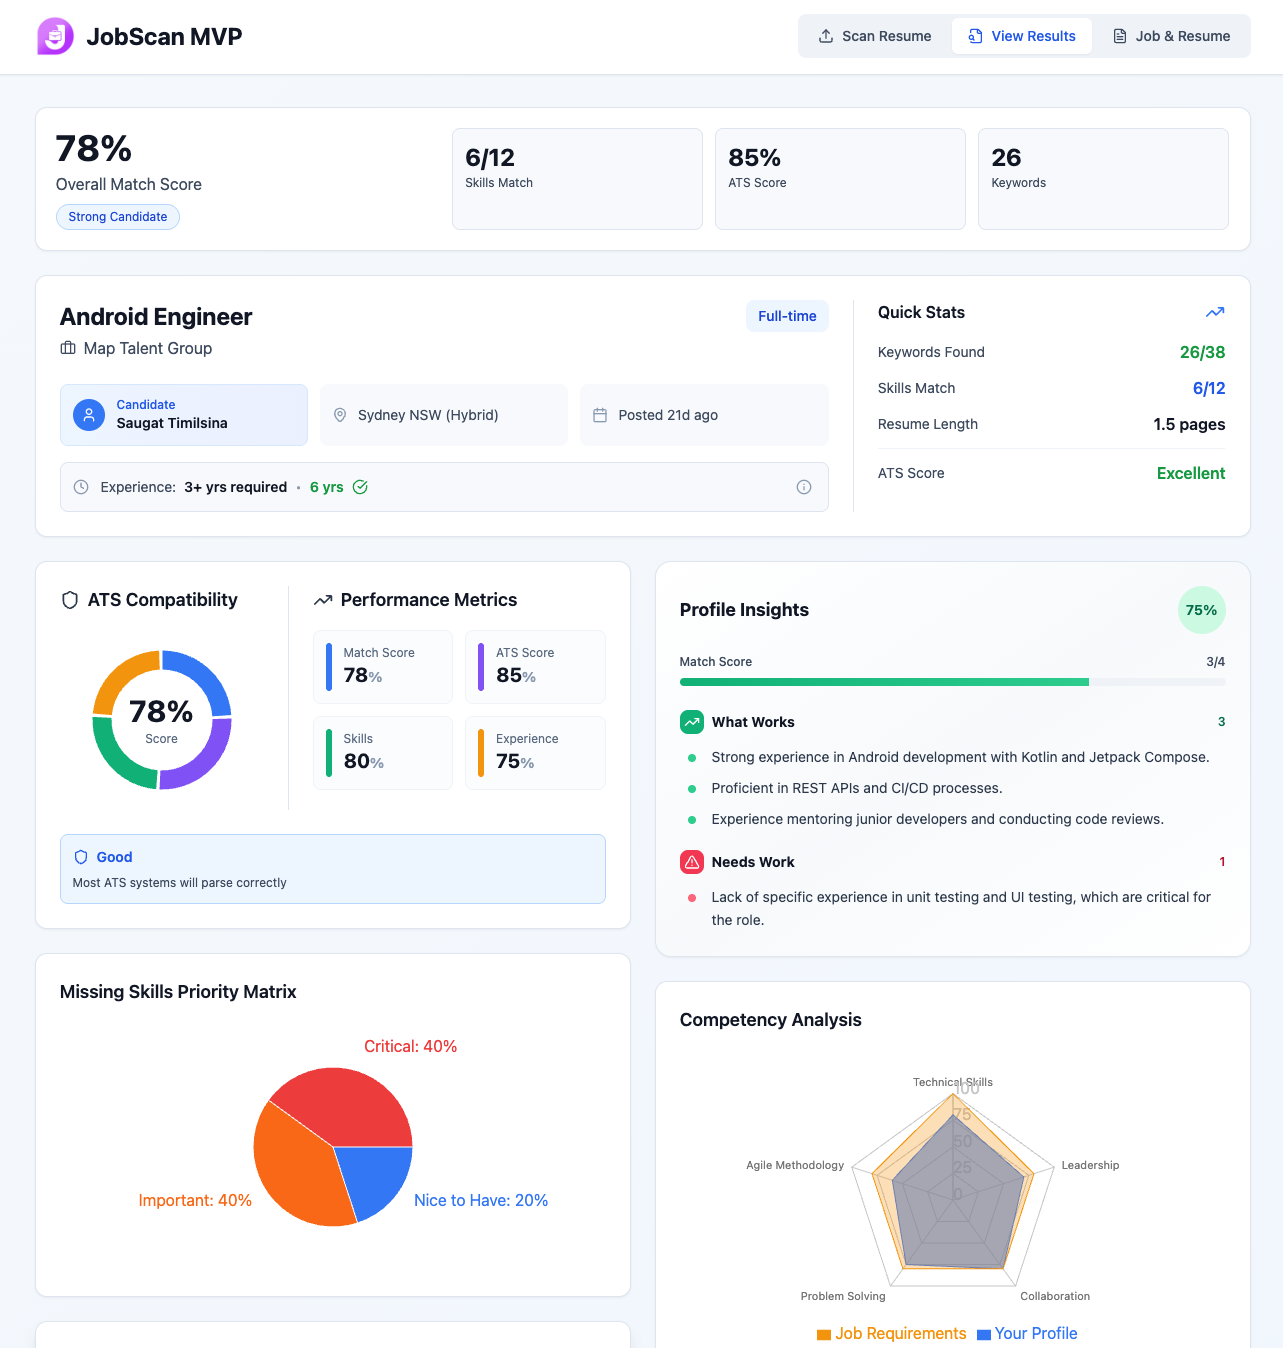 JobScan MVP
Scan Resume
View Results
Job & Resume
78%
Overall Match Score
Strong Candidate
6/12
Skills Match
85%
ATS Score
26
Keywords
Android Engineer
Map Talent Group
Full-time
Candidate
Saugat Timilsina
Sydney NSW (Hybrid)
Posted 21d ago
Experience: 3+ yrs required • 6 yrs
Quick Stats
Keywords Found 26/38
Skills Match 6/12
Resume Length 1.5 pages
ATS Score Excellent
ATS Compatibility
78%
Score
Performance Metrics
Match Score
78%
ATS Score
85%
Skills
80%
Experience
75%
Good
Most ATS systems will parse correctly
Profile Insights
75%
Match Score 3/4
What Works 3
Strong experience in Android development with Kotlin and Jetpack Compose.
Proficient in REST APIs and CI/CD processes.
Experience mentoring junior developers and conducting code reviews.
Needs Work 1
Lack of specific experience in unit testing and UI testing, which are critical for
the role.
Missing Skills Priority Matrix
Critical: 40%
Important: 40%
Nice to Have: 20%
Competency Analysis
Technical Skills
100
75
50
25
0
Agile Methodology
Leadership
Problem Solving
Collaboration
Job Requirements
Your Profile